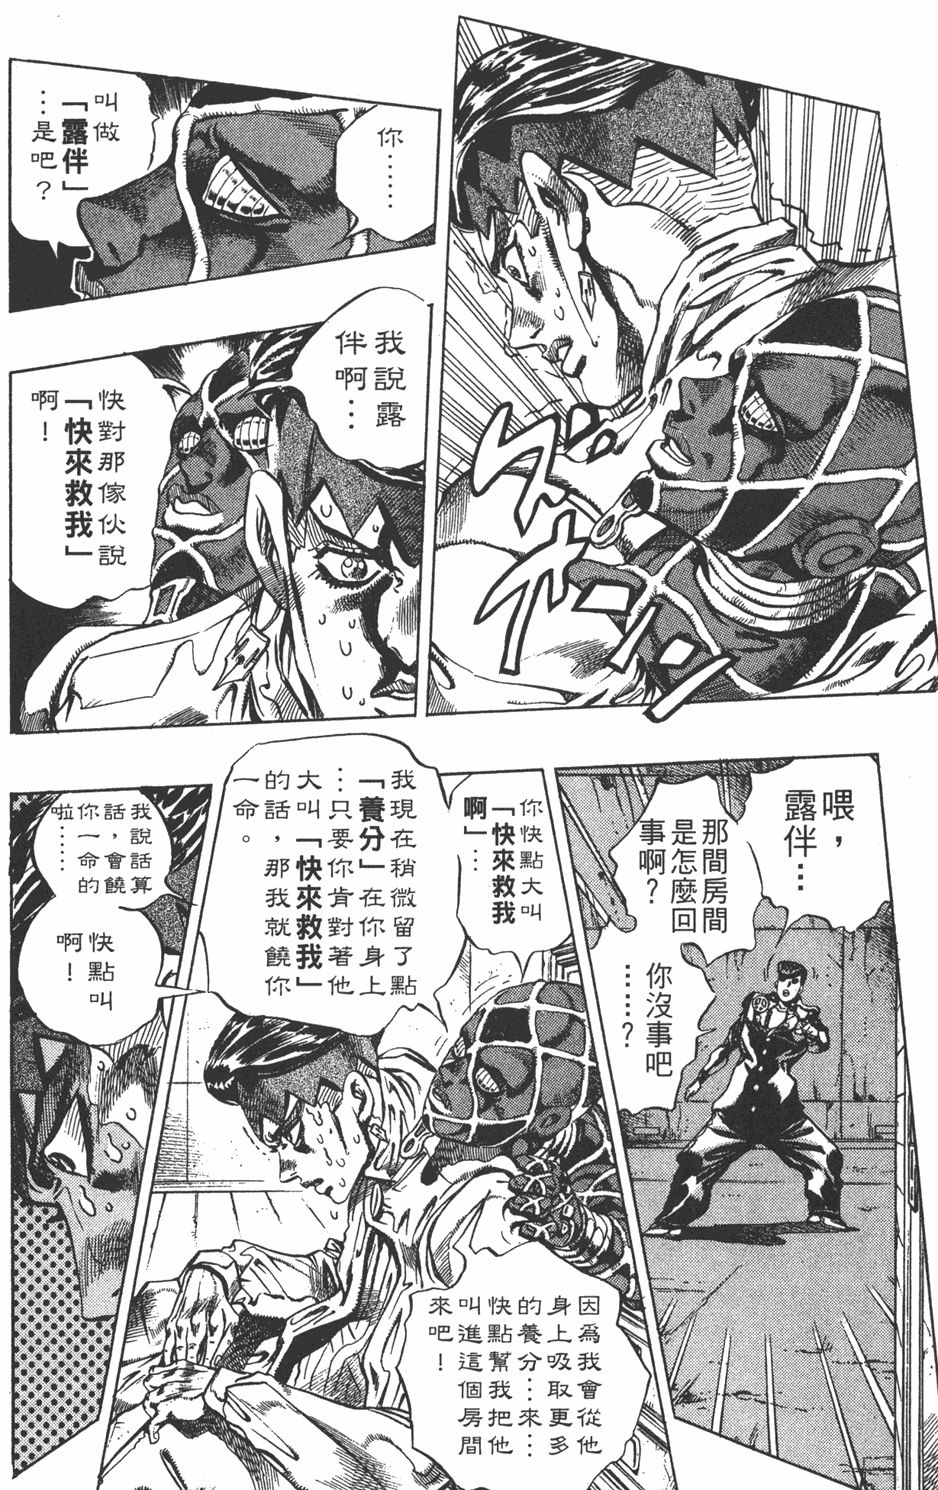 ズキュン
你……
叫做
「露伴」
…是吧？
我說露
伴啊…
快對那傢伙說
「快來救我」
啊！
喂，
露伴…
那間房間
是怎麼回
事啊？
你沒事吧
……？
你快點大叫
「快來救我
啊」…
因為我會從他
身上吸取更多
的養分…來…
快點幫我把他
叫進這個房間
來吧！
我現在稍微留了點
「養分」在你身上
…只要你肯對著他
大叫「快來救我」
的話，那我就饒你
一命。
我說話算
話，會饒
你一命的
啦……
快點叫
啊！